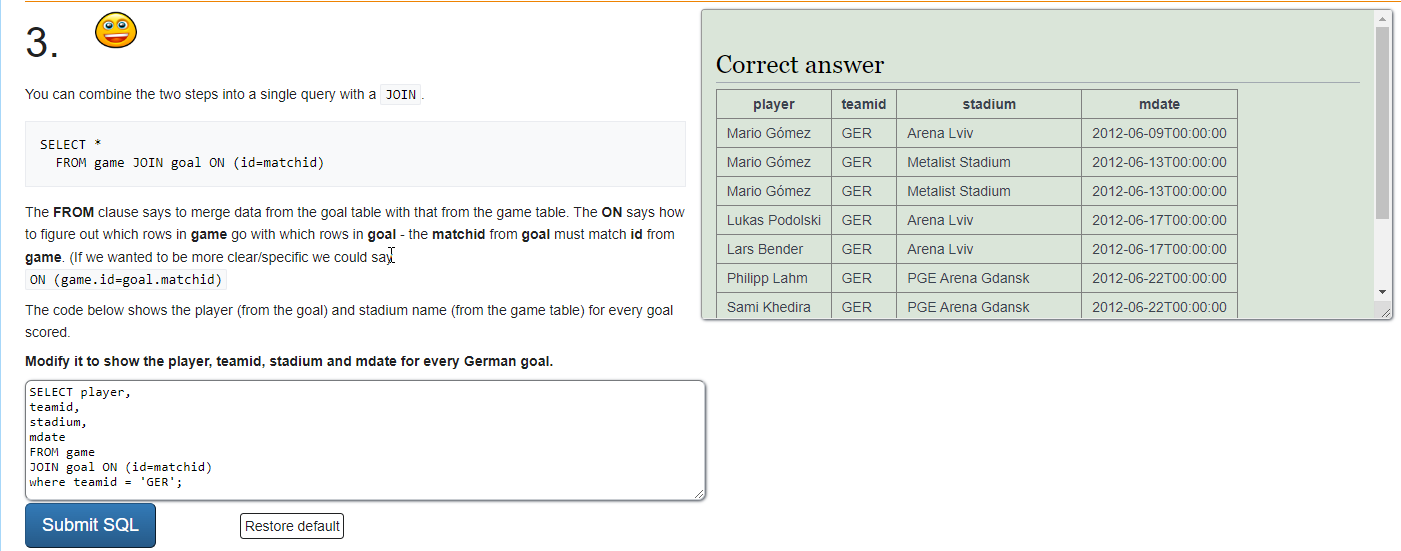 3.
You can combine the two steps into a single query with a JOIN.
SELECT *
FROM game JOIN goal ON (id=matchid)
The FROM clause says to merge data from the goal table with that from the game table. The ON says how
to figure out which rows in game go with which rows in goal - the matchid from goal must match id from
game. (If we wanted to be more clear/specific we could say
ON (game.id=goal.matchid)
The code below shows the player (from the goal) and stadium name (from the game table) for every goal
scored.
Modify it to show the player, teamid, stadium and mdate for every German goal.
SELECT player,
teamid,
stadium,
mdate
FROM game
JOIN goal ON (id=matchid)
where teamid = 'GER';
Submit SQL
Restore default
Correct answer
player teamid stadium mdate
Mario Gómez GER Arena Lviv 2012-06-09T00:00:00
Mario Gómez GER Metalist Stadium 2012-06-13T00:00:00
Mario Gómez GER Metalist Stadium 2012-06-13T00:00:00
Lukas Podolski GER Arena Lviv 2012-06-17T00:00:00
Lars Bender GER Arena Lviv 2012-06-17T00:00:00
Philipp Lahm GER PGE Arena Gdansk 2012-06-22T00:00:00
Sami Khedira GER PGE Arena Gdansk 2012-06-22T00:00:00